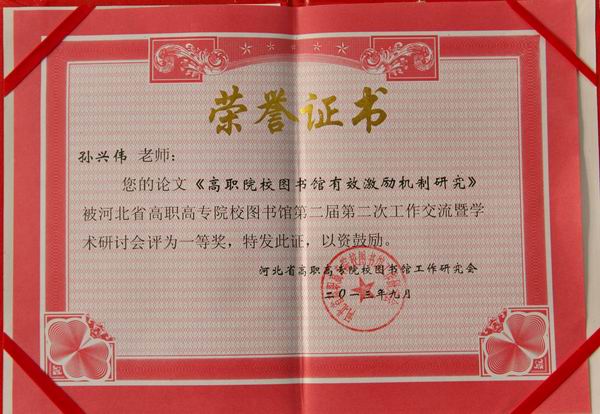 荣誉证书
孙兴伟 老师：
您的论文《高职院校图书馆有效激励机制研究》
被河北省高职高专院校图书馆第二届第二次工作交流暨学
术研讨会评为一等奖，特发此证，以资鼓励。
河北省高职高专院校图书馆工作研究会
二〇一三年九月